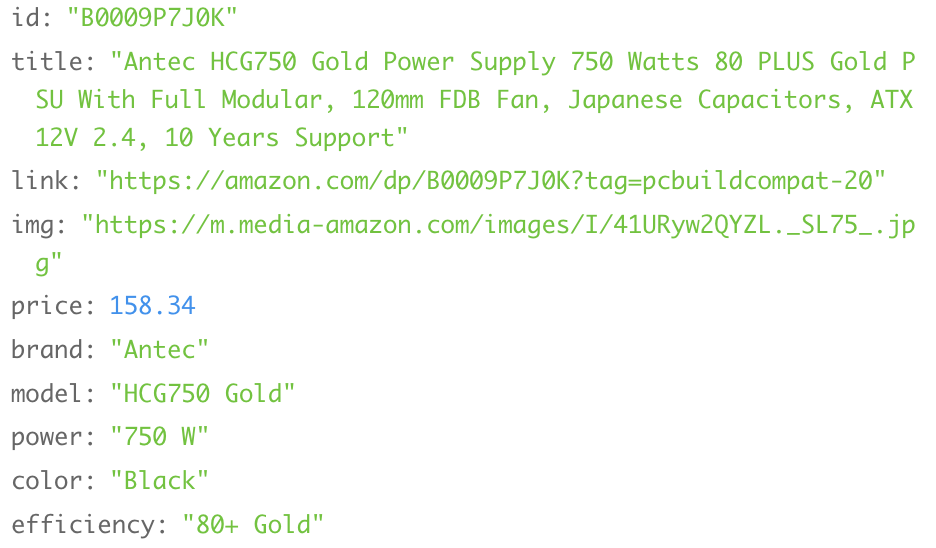 id: "B0009P7J0K"
title: "Antec HCG750 Gold Power Supply 750 Watts 80 PLUS Gold P
SU With Full Modular, 120mm FDB Fan, Japanese Capacitors, ATX
12V 2.4, 10 Years Support"
link: "https://amazon.com/dp/B0009P7J0K?tag=pcbuildcompat-20"
img: "https://m.media-amazon.com/images/I/41URyw2QYZL._SL75_.jp
g"
price: 158.34
brand: "Antec"
model: "HCG750 Gold"
power: "750 W"
color: "Black"
efficiency: "80+ Gold"